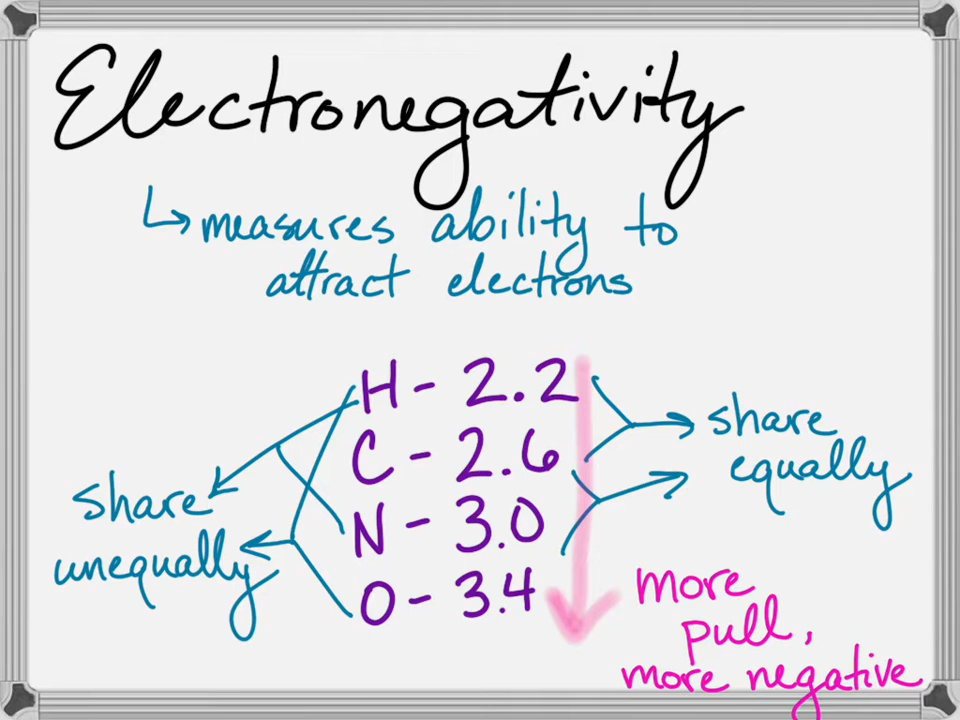 Electronegativity
↳ measures ability to
attract electrons
H - 2.2
C - 2.6
N - 3.0
O - 3.4
share
equally
share
unequally
more
pull,
more negative